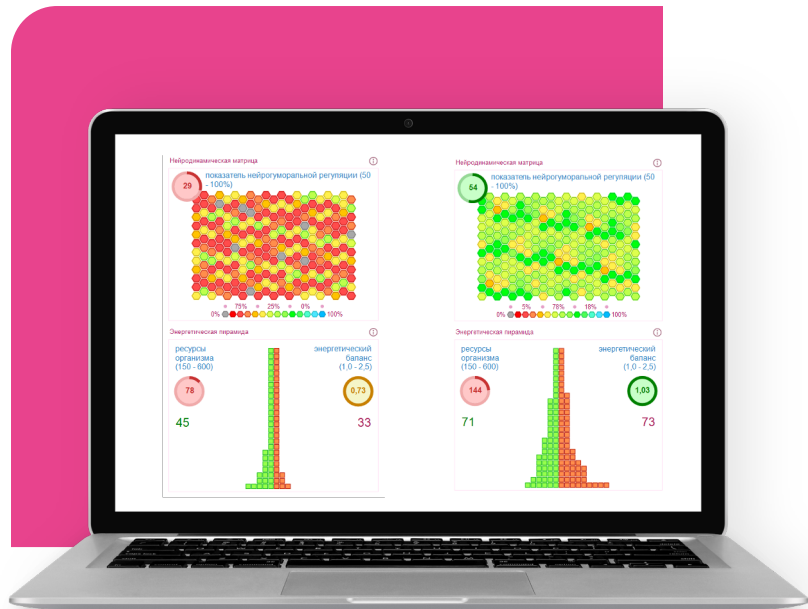 Нейродинамическая матрица
29
показатель нейрогуморальной регуляции (50
- 100%)
75% 25% 0%
0% 100%
Энергетическая пирамида
ресурсы
организма
(150 - 600)
энергетический
баланс
(1,0 - 2,5)
78
0,73
45
33
Нейродинамическая матрица
54
показатель нейрогуморальной регуляции (50
- 100%)
5% 78% 18%
0% 100%
Энергетическая пирамида
ресурсы
организма
(150 - 600)
энергетический
баланс
(1,0 - 2,5)
144
1,03
71
73